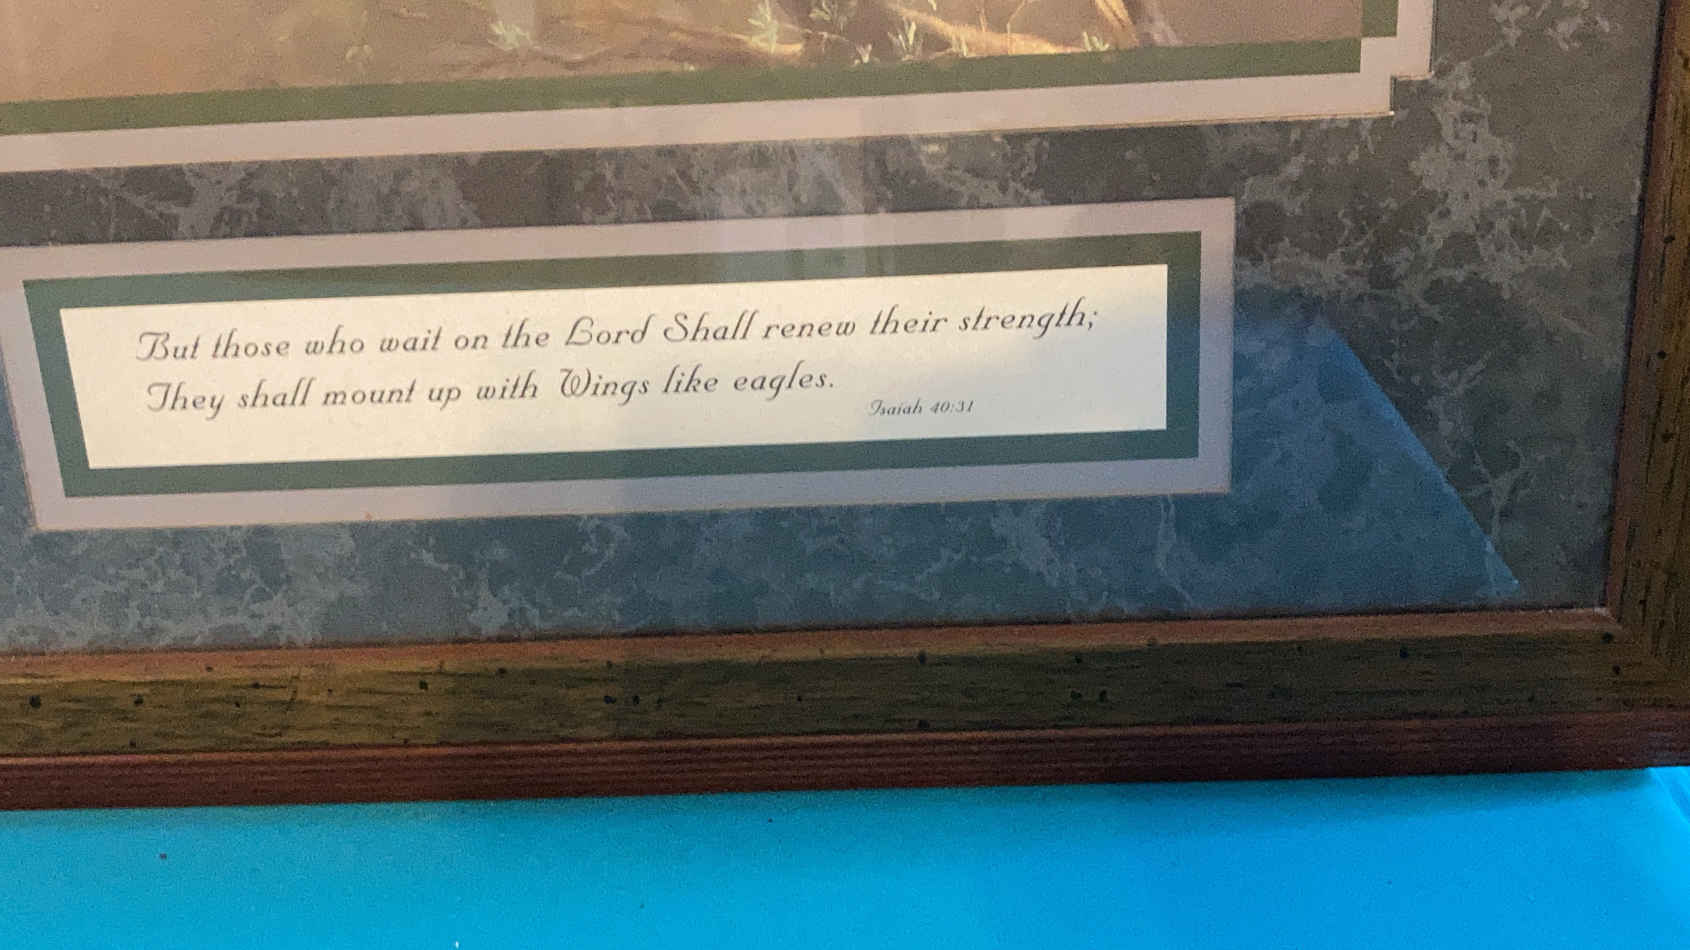 But those who wait on the Lord Shall renew their strength;
They shall mount up with Wings like eagles.
Isaiah 40:31